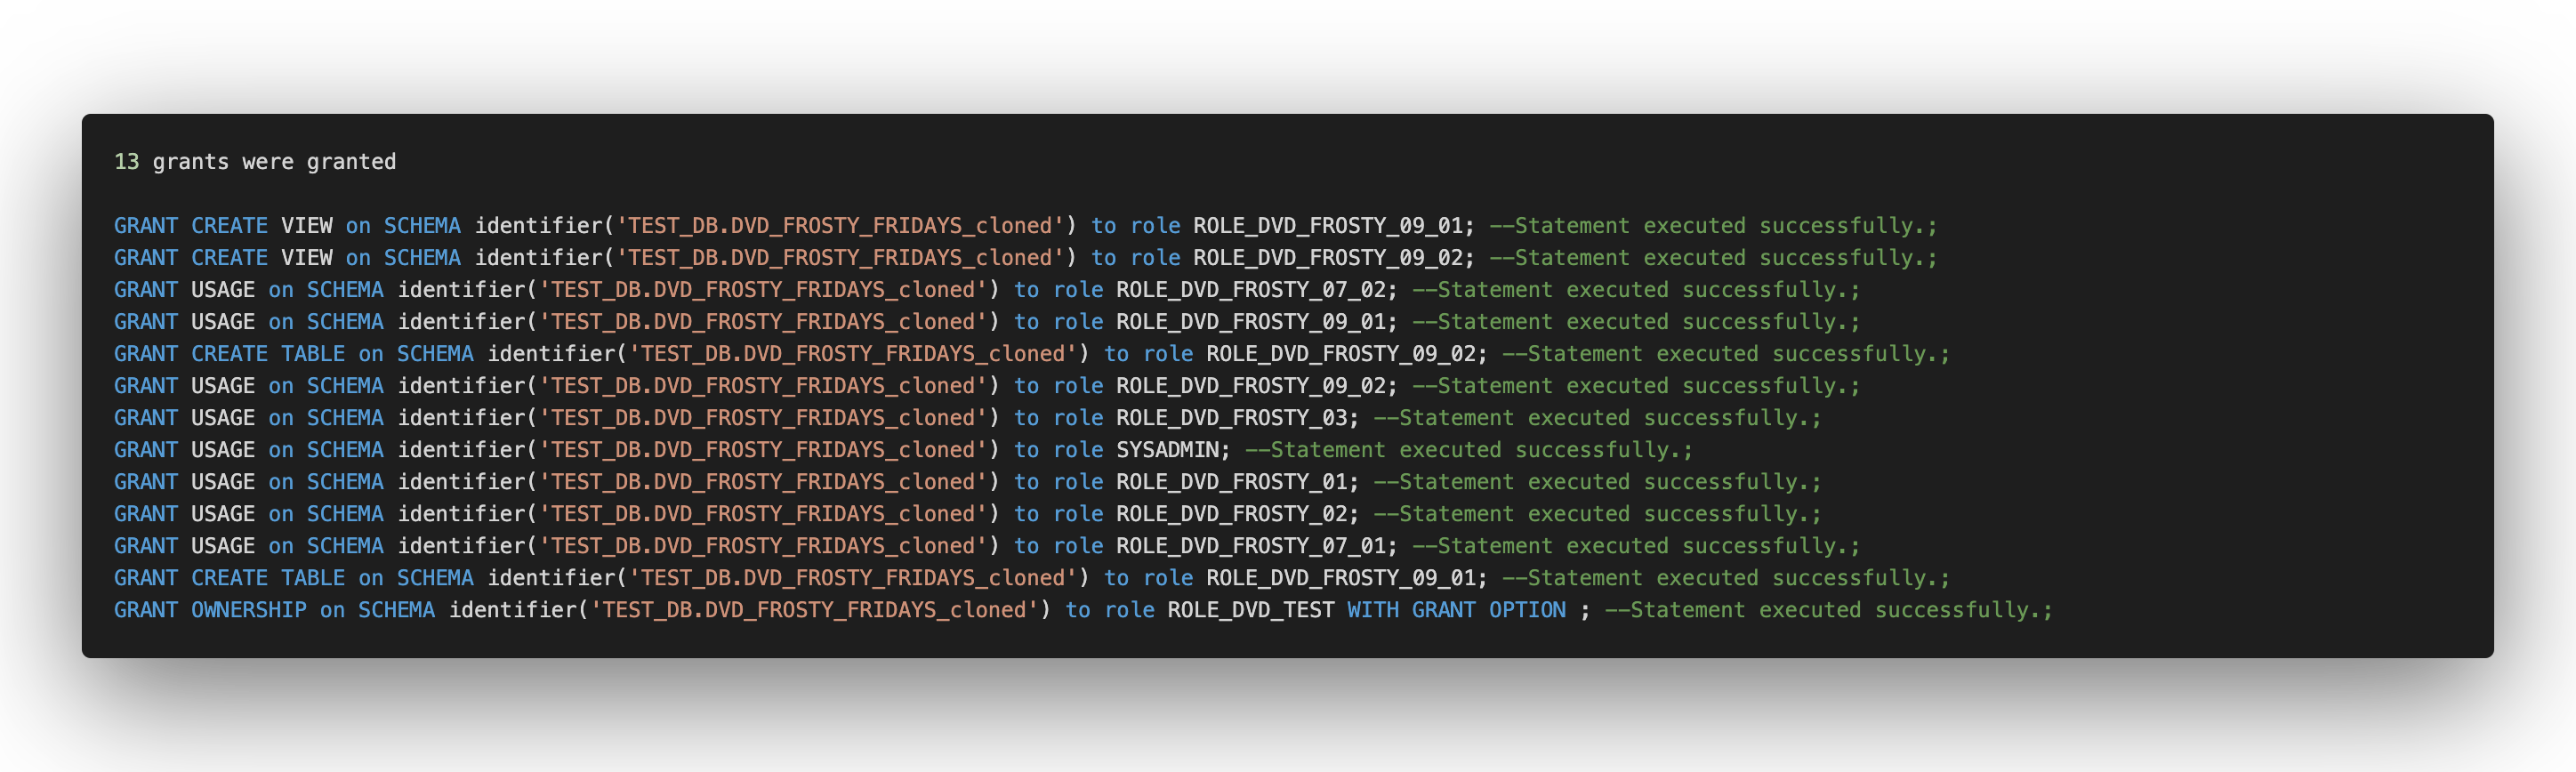 13 grants were granted
GRANT CREATE VIEW on SCHEMA identifier('TEST_DB.DVD_FROSTY_FRIDAYS_cloned') to role ROLE_DVD_FROSTY_09_01; --Statement executed successfully.;
GRANT CREATE VIEW on SCHEMA identifier('TEST_DB.DVD_FROSTY_FRIDAYS_cloned') to role ROLE_DVD_FROSTY_09_02; --Statement executed successfully.;
GRANT USAGE on SCHEMA identifier('TEST_DB.DVD_FROSTY_FRIDAYS_cloned') to role ROLE_DVD_FROSTY_07_02; --Statement executed successfully.;
GRANT USAGE on SCHEMA identifier('TEST_DB.DVD_FROSTY_FRIDAYS_cloned') to role ROLE_DVD_FROSTY_09_01; --Statement executed successfully.;
GRANT CREATE TABLE on SCHEMA identifier('TEST_DB.DVD_FROSTY_FRIDAYS_cloned') to role ROLE_DVD_FROSTY_09_02; --Statement executed successfully.;
GRANT USAGE on SCHEMA identifier('TEST_DB.DVD_FROSTY_FRIDAYS_cloned') to role ROLE_DVD_FROSTY_09_02; --Statement executed successfully.;
GRANT USAGE on SCHEMA identifier('TEST_DB.DVD_FROSTY_FRIDAYS_cloned') to role ROLE_DVD_FROSTY_03; --Statement executed successfully.;
GRANT USAGE on SCHEMA identifier('TEST_DB.DVD_FROSTY_FRIDAYS_cloned') to role SYSADMIN; --Statement executed successfully.;
GRANT USAGE on SCHEMA identifier('TEST_DB.DVD_FROSTY_FRIDAYS_cloned') to role ROLE_DVD_FROSTY_01; --Statement executed successfully.;
GRANT USAGE on SCHEMA identifier('TEST_DB.DVD_FROSTY_FRIDAYS_cloned') to role ROLE_DVD_FROSTY_02; --Statement executed successfully.;
GRANT USAGE on SCHEMA identifier('TEST_DB.DVD_FROSTY_FRIDAYS_cloned') to role ROLE_DVD_FROSTY_07_01; --Statement executed successfully.;
GRANT CREATE TABLE on SCHEMA identifier('TEST_DB.DVD_FROSTY_FRIDAYS_cloned') to role ROLE_DVD_FROSTY_09_01; --Statement executed successfully.;
GRANT OWNERSHIP on SCHEMA identifier('TEST_DB.DVD_FROSTY_FRIDAYS_cloned') to role ROLE_DVD_TEST WITH GRANT OPTION ; --Statement executed successfully.;